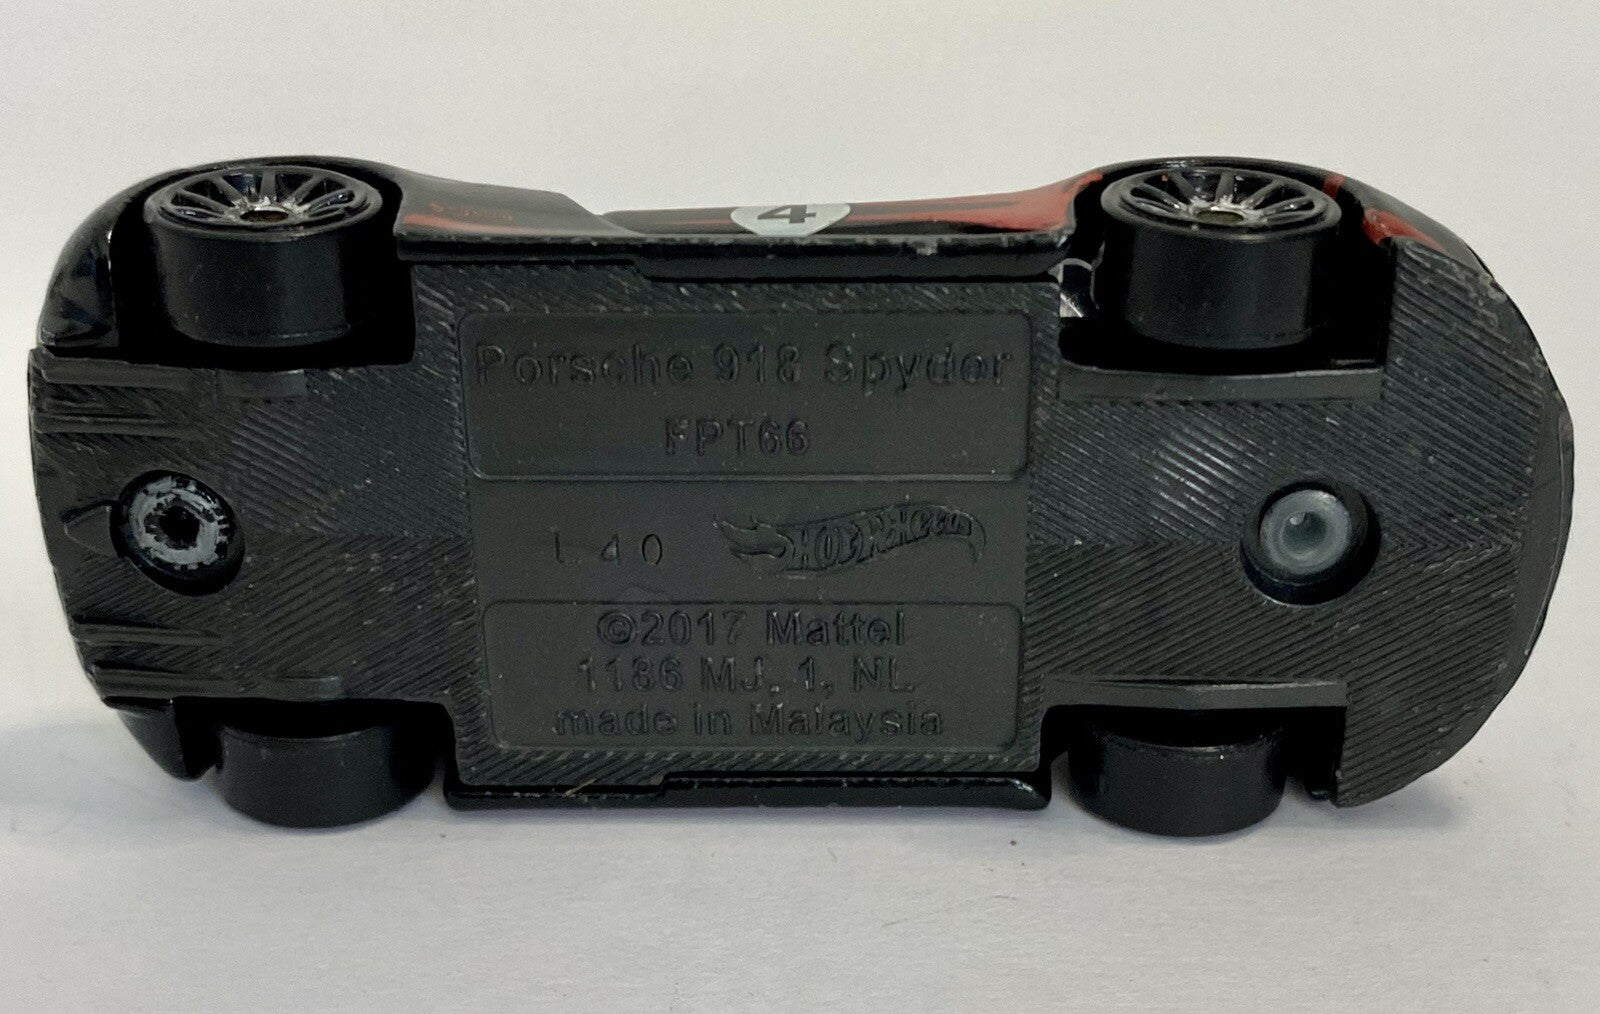 4
Porsche 918 Spyder
FPT66
L40
HOT WHEELS
©2017 Mattel
1186 MJ. 1, NL
made in Malaysia